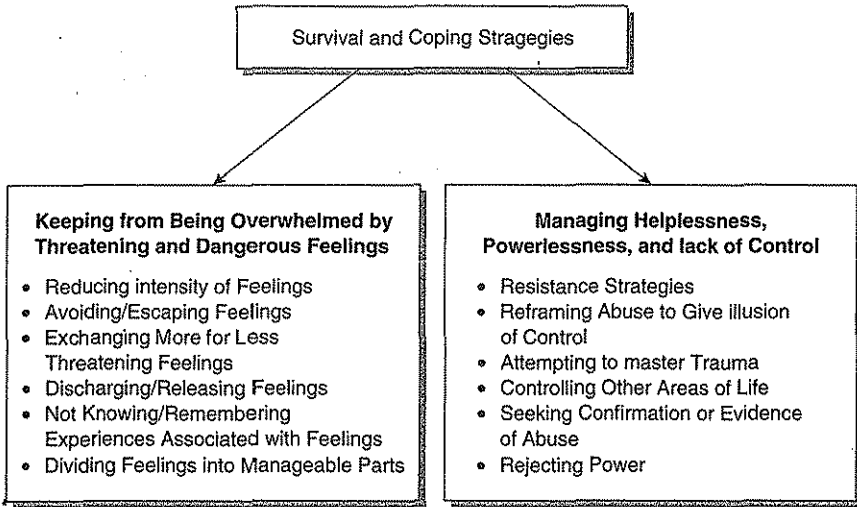 Survival and Coping Stragegies
Keeping from Being Overwhelmed by
Threatening and Dangerous Feelings
• Reducing intensity of Feelings
• Avoiding/Escaping Feelings
• Exchanging More for Less
Threatening Feelings
• Discharging/Releasing Feelings
• Not Knowing/Remembering
Experiences Associated with Feelings
• Dividing Feelings into Manageable Parts
Managing Helplessness,
Powerlessness, and lack of Control
• Resistance Strategies
• Reframing Abuse to Give illusion
of Control
• Attempting to master Trauma
• Controlling Other Areas of Life
• Seeking Confirmation or Evidence
of Abuse
• Rejecting Power